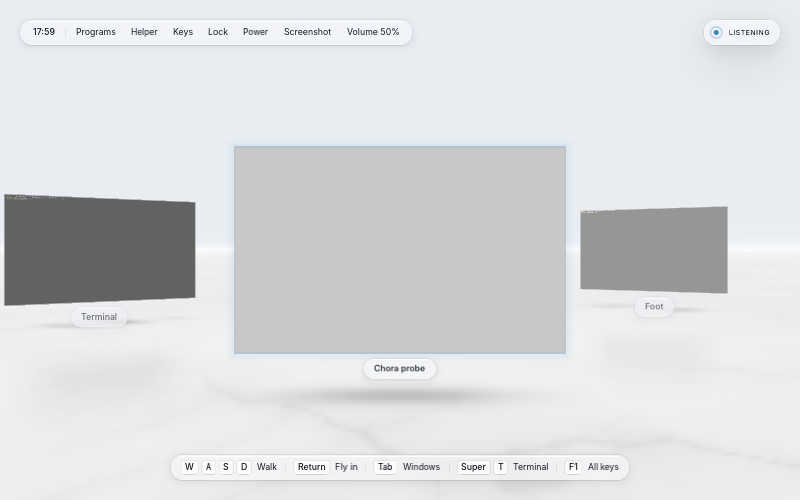 17:59 Programs Helper Keys Lock Power Screenshot Volume 50%
LISTENING
Terminal
Foot
Chora probe
W A S D Walk Return Fly in Tab Windows Super T Terminal F1 All keys